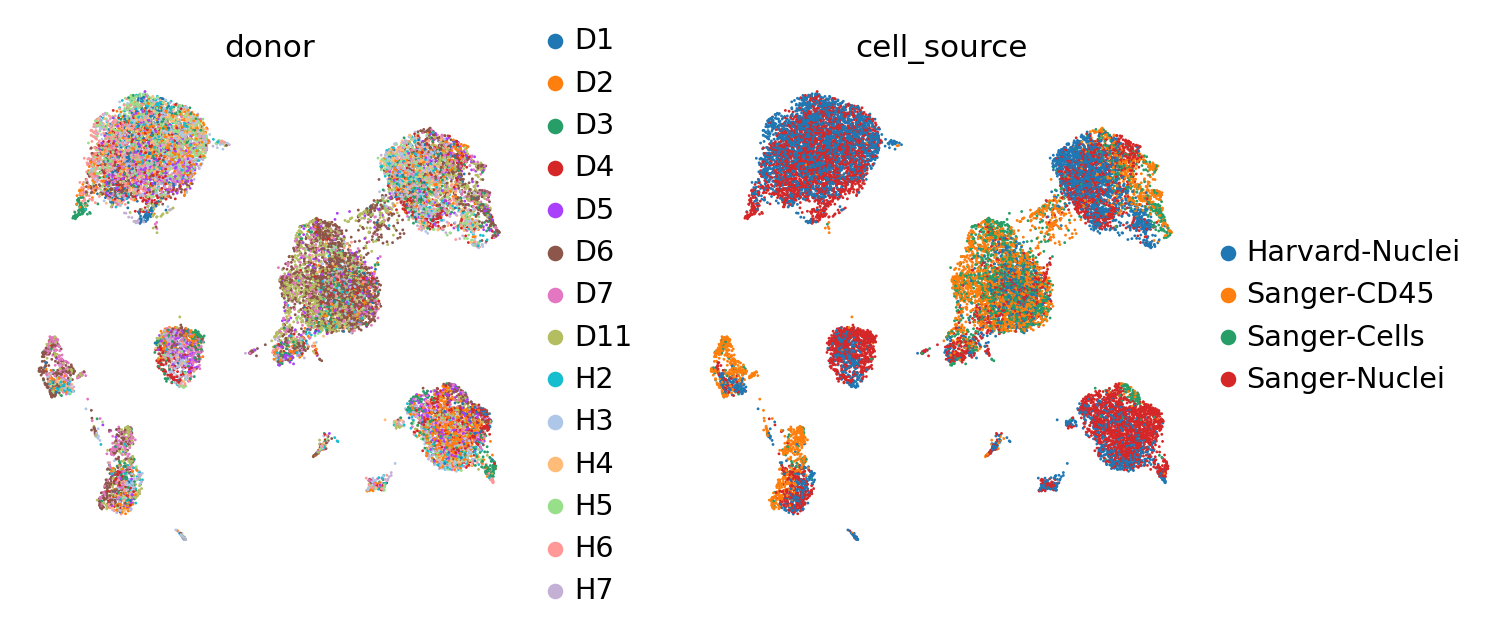 donor
D1
D2
D3
D4
D5
D6
D7
D11
H2
H3
H4
H5
H6
H7
cell_source
Harvard-Nuclei
Sanger-CD45
Sanger-Cells
Sanger-Nuclei